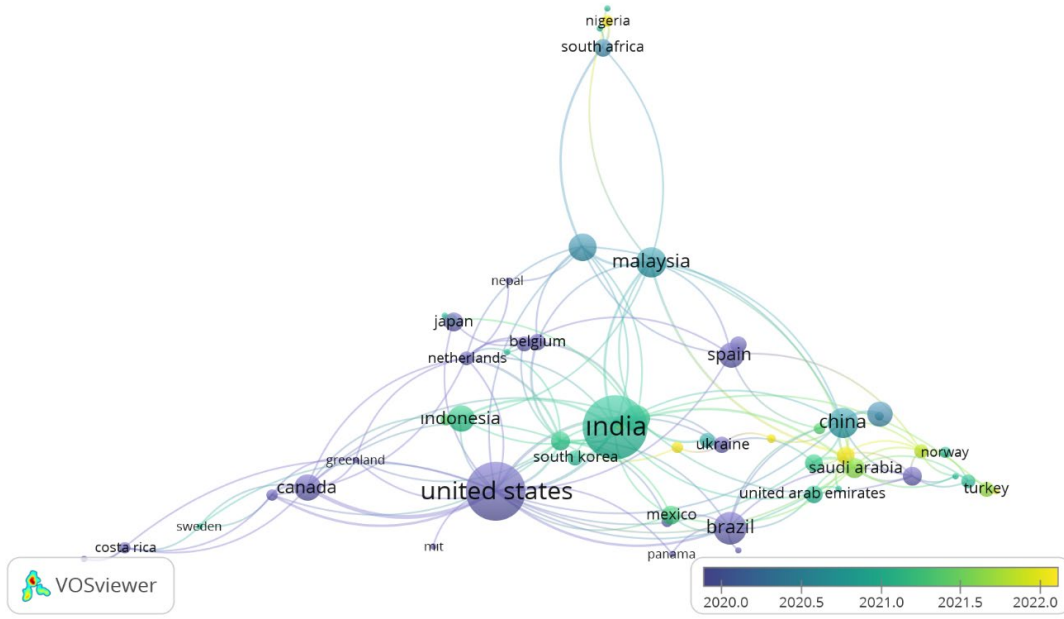 nigeria
south africa
malaysia
nepal
japan
belgium
netherlands
spain
indonesia
india
china
ukraine
norway
south korea
greenland
saudi arabia
canada
united states
united arab emirates
turkey
sweden
mexico
brazil
costa rica
mit
panama
VOSviewer
2020.0 2020.5 2021.0 2021.5 2022.0